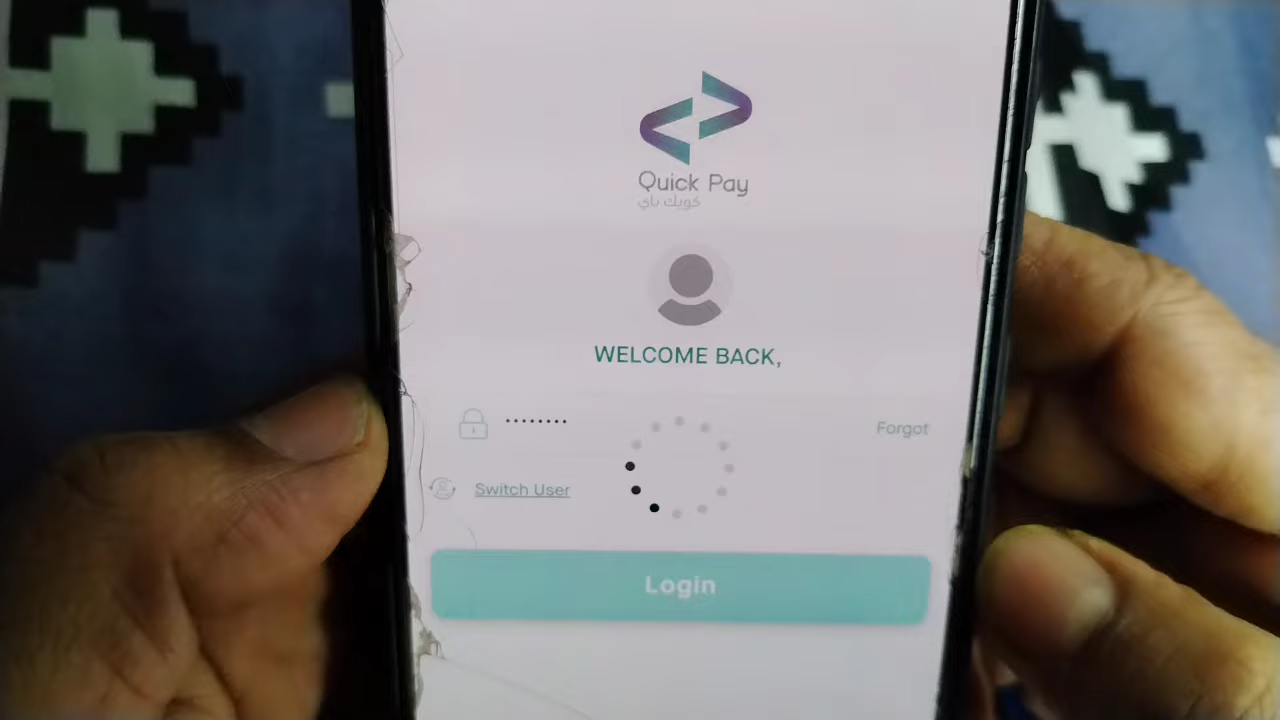 Quick Pay
كويك باي
WELCOME BACK,
••••••••
Forgot
Switch User
Login